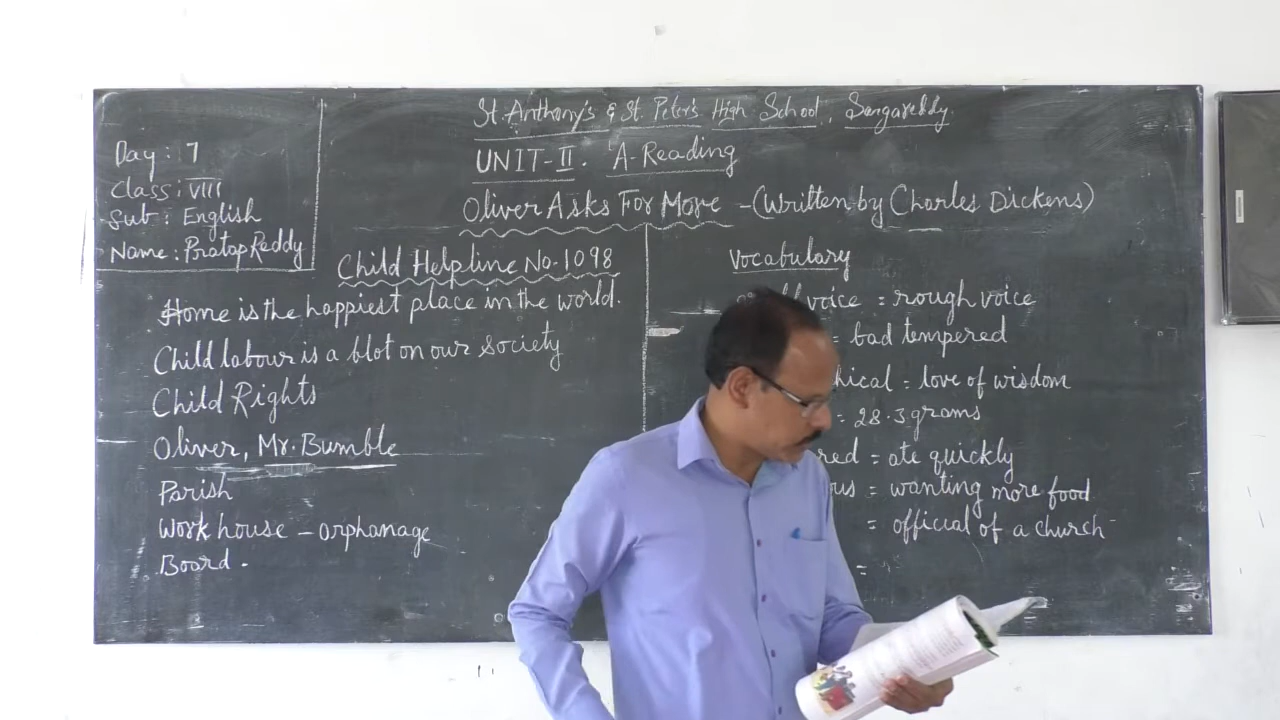 St. Anthony's & St. Peter's High School, Sangareddy.
UNIT-II. A-Reading
Oliver Asks For More - (Written by Charles Dickens)
Day : 7
Class : VIII
Sub : English
Name : Pratap Reddy
Child Helpline No. 1098
Home is the happiest place in the world.
Child labour is a blot on our society
Child Rights
Oliver, Mr. Bumble
Parish
Work house - orphanage
Board.
Vocabulary
voice = rough voice
= bad tempered
hical = love of wisdom
= 28.3 grams
red = ate quickly
ous = wanting more food
= official of a church
=